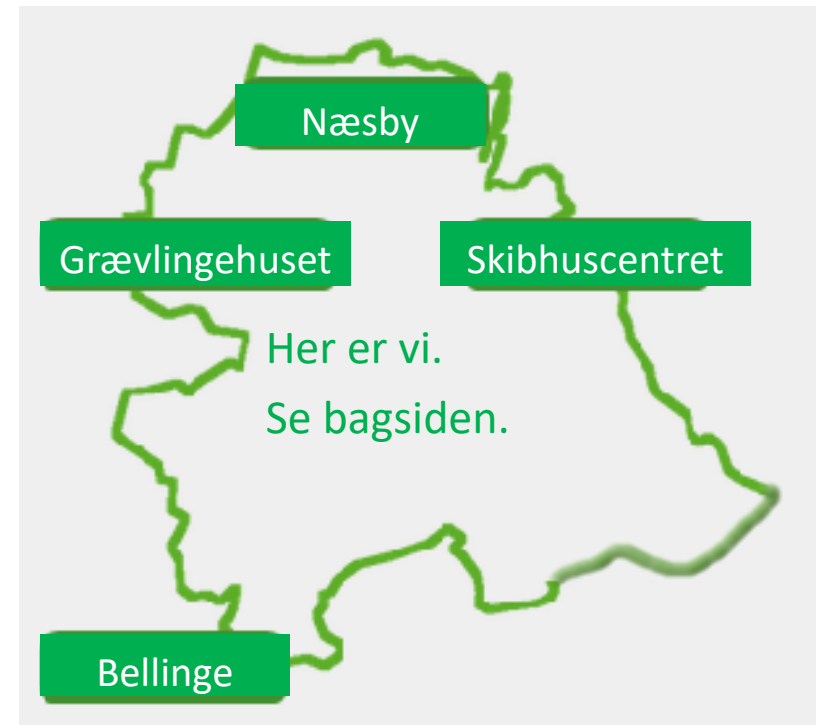 Næsby
Grævlingehuset
Skibhuscentret
Her er vi.
Se bagsiden.
Bellinge